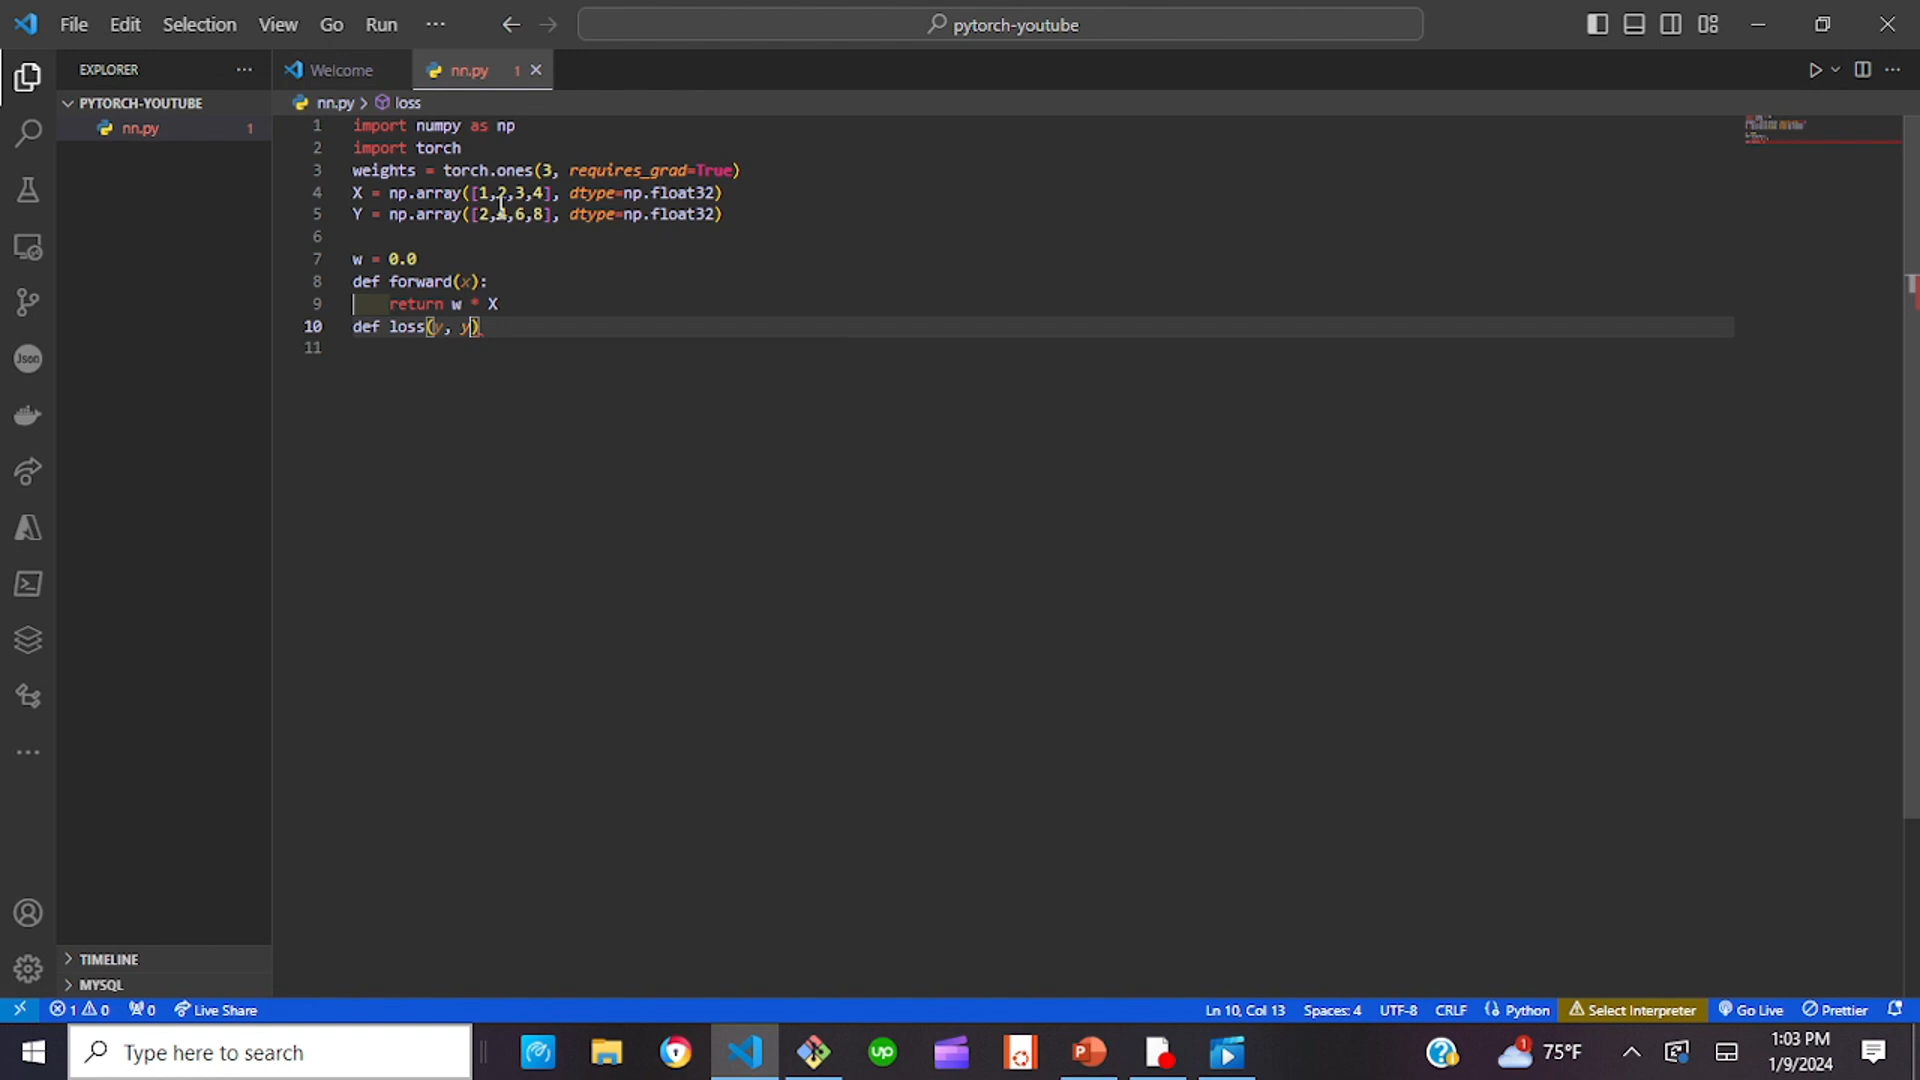 File Edit Selection View Go Run ··· pytorch-youtube
EXPLORER ··· Welcome nn.py 1
PYTORCH-YOUTUBE nn.py > loss
nn.py 1
1 import numpy as np
2 import torch
3 weights = torch.ones(3, requires_grad=True)
4 X = np.array([1,2,3,4], dtype=np.float32)
5 Y = np.array([2,4,6,8], dtype=np.float32)
6
7 w = 0.0
8 def forward(x):
9 return w * X
10 def loss(y, y)
11
Json
TIMELINE
MYSQL
1 0 0 Live Share Ln 10, Col 13 Spaces: 4 UTF-8 CRLF Python Select Interpreter Go Live Prettier
Type here to search up 1 75°F 1:03 PM
1/9/2024